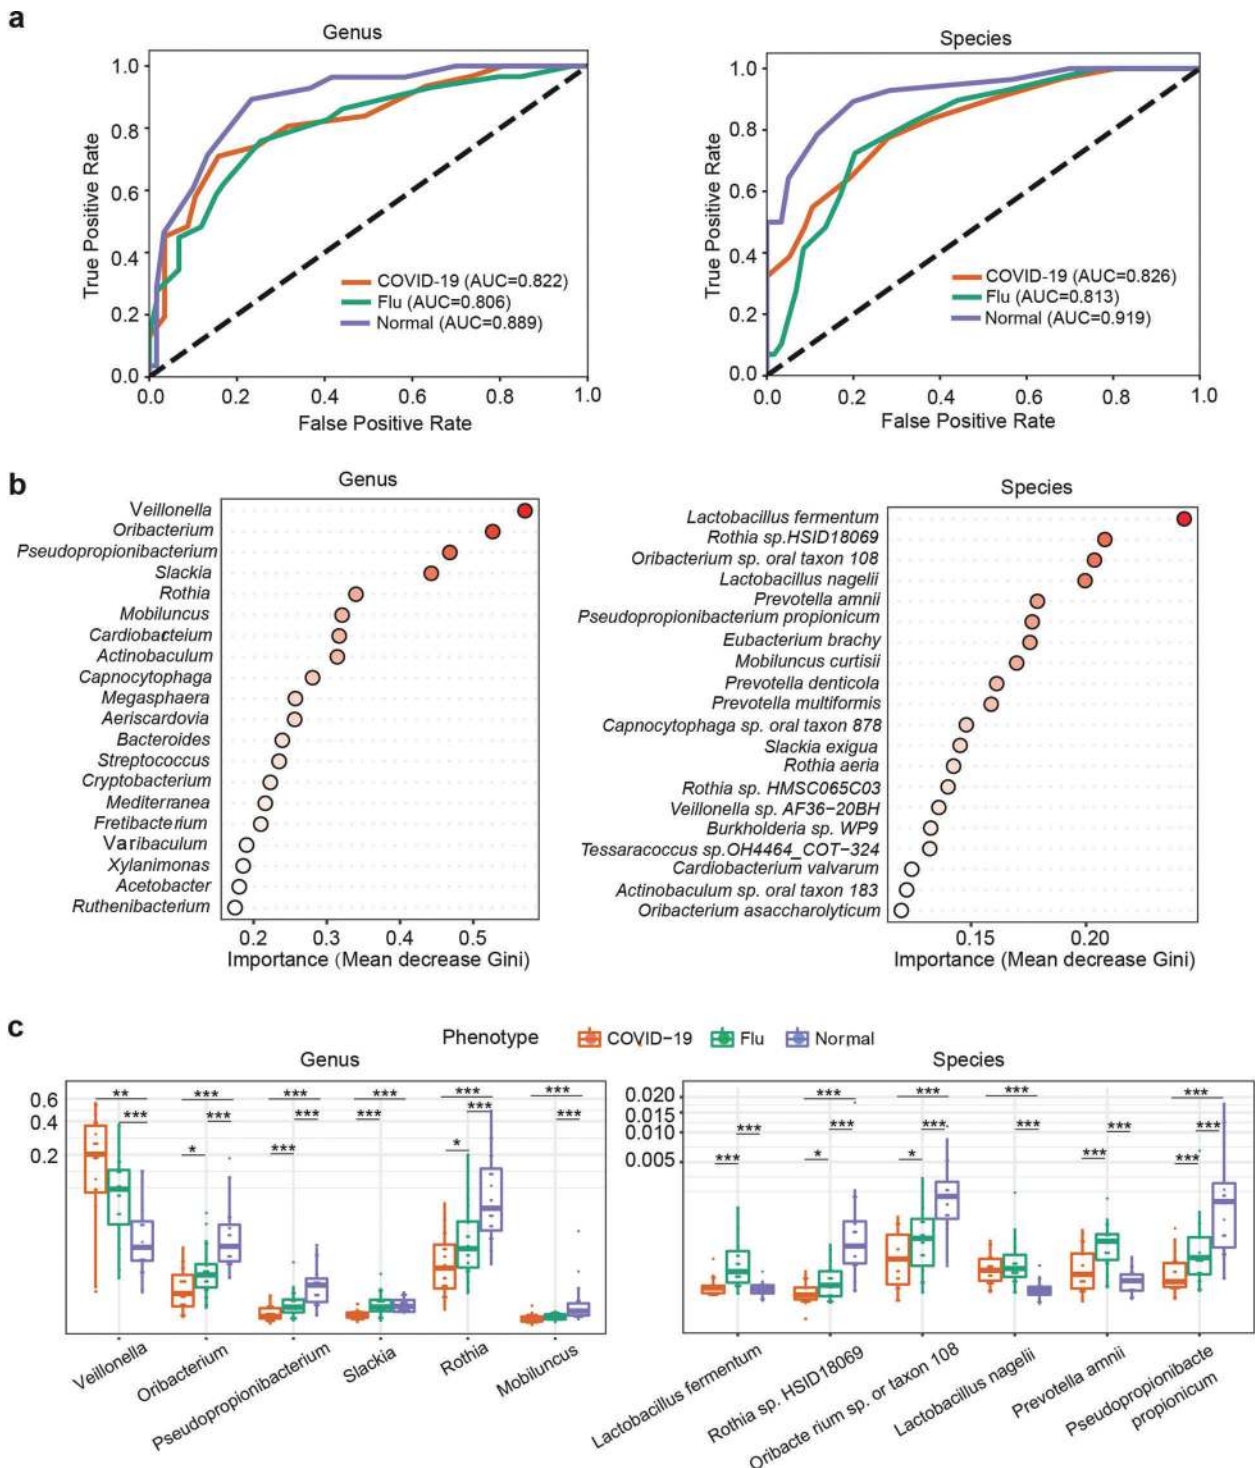 a
Genus
Species
True Positive Rate
1.0
0.8
0.6
0.4
0.2
0.0
COVID-19 (AUC=0.822)
Flu (AUC=0.806)
Normal (AUC=0.889)
0.0 0.2 0.4 0.6 0.8 1.0
False Positive Rate
True Positive Rate
1.0
0.8
0.6
0.4
0.2
0.0
COVID-19 (AUC=0.826)
Flu (AUC=0.813)
Normal (AUC=0.919)
0.0 0.2 0.4 0.6 0.8 1.0
False Positive Rate
b
Genus
Veillonella
Oribacterium
Pseudopropionibacterium
Slackia
Rothia
Mobiluncus
Cardiobacteium
Actinobaculum
Capnocytophaga
Megasphaera
Aeriscardovia
Bacteroides
Streptococcus
Cryptobacterium
Mediterranea
Fretibacterium
Varibaculum
Xylanimonas
Acetobacter
Ruthenibacterium
0.2 0.3 0.4 0.5
Importance (Mean decrease Gini)
Species
Lactobacillus fermentum
Rothia sp.HSID18069
Oribacterium sp. oral taxon 108
Lactobacillus nagelii
Prevotella amnii
Pseudopropionibacterium propionicum
Eubacterium brachy
Mobiluncus curtisii
Prevotella denticola
Prevotella multiformis
Capnocytophaga sp. oral taxon 878
Slackia exigua
Rothia aeria
Rothia sp. HMSC065C03
Veillonella sp. AF36−20BH
Burkholderia sp. WP9
Tessaracoccus sp.OH4464_COT−324
Cardiobacterium valvarum
Actinobaculum sp. oral taxon 183
Oribacterium asaccharolyticum
0.15 0.20
Importance (Mean decrease Gini)
c
Phenotype COVID−19 Flu Normal
Genus
0.6
0.4
0.2
** *** *** *** *** ***
*** *** *** *** *** ***
* *** *
Veillonella
Oribacterium
Pseudopropionibacterium
Slackia
Rothia
Mobiluncus
Species
0.020
0.015
0.010
0.005
*** *** *** ***
*** *** *** *** *** ***
*** * * *** ***
Lactobacillus fermentum
Rothia sp. HSID18069
Oribacte rium sp. or taxon 108
Lactobacillus nagelii
Prevotella amnii
Pseudopropionibacte
propionicum